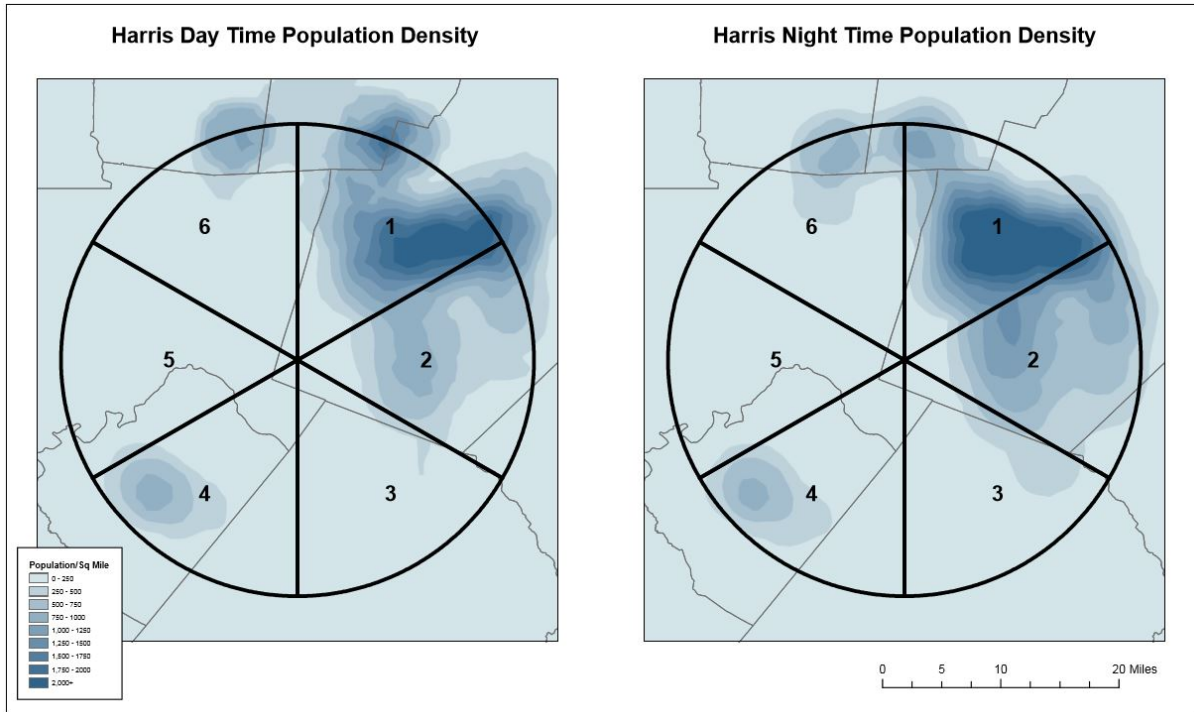 Harris Day Time Population Density
Harris Night Time Population Density
1
2
3
4
5
6
1
2
3
4
5
6
Population/Sq Mile
0 - 250
250 - 500
500 - 750
750 - 1000
1,000 - 1250
1,250 - 1500
1,500 - 1750
1,750 - 2000
2,000+
0 5 10 20 Miles